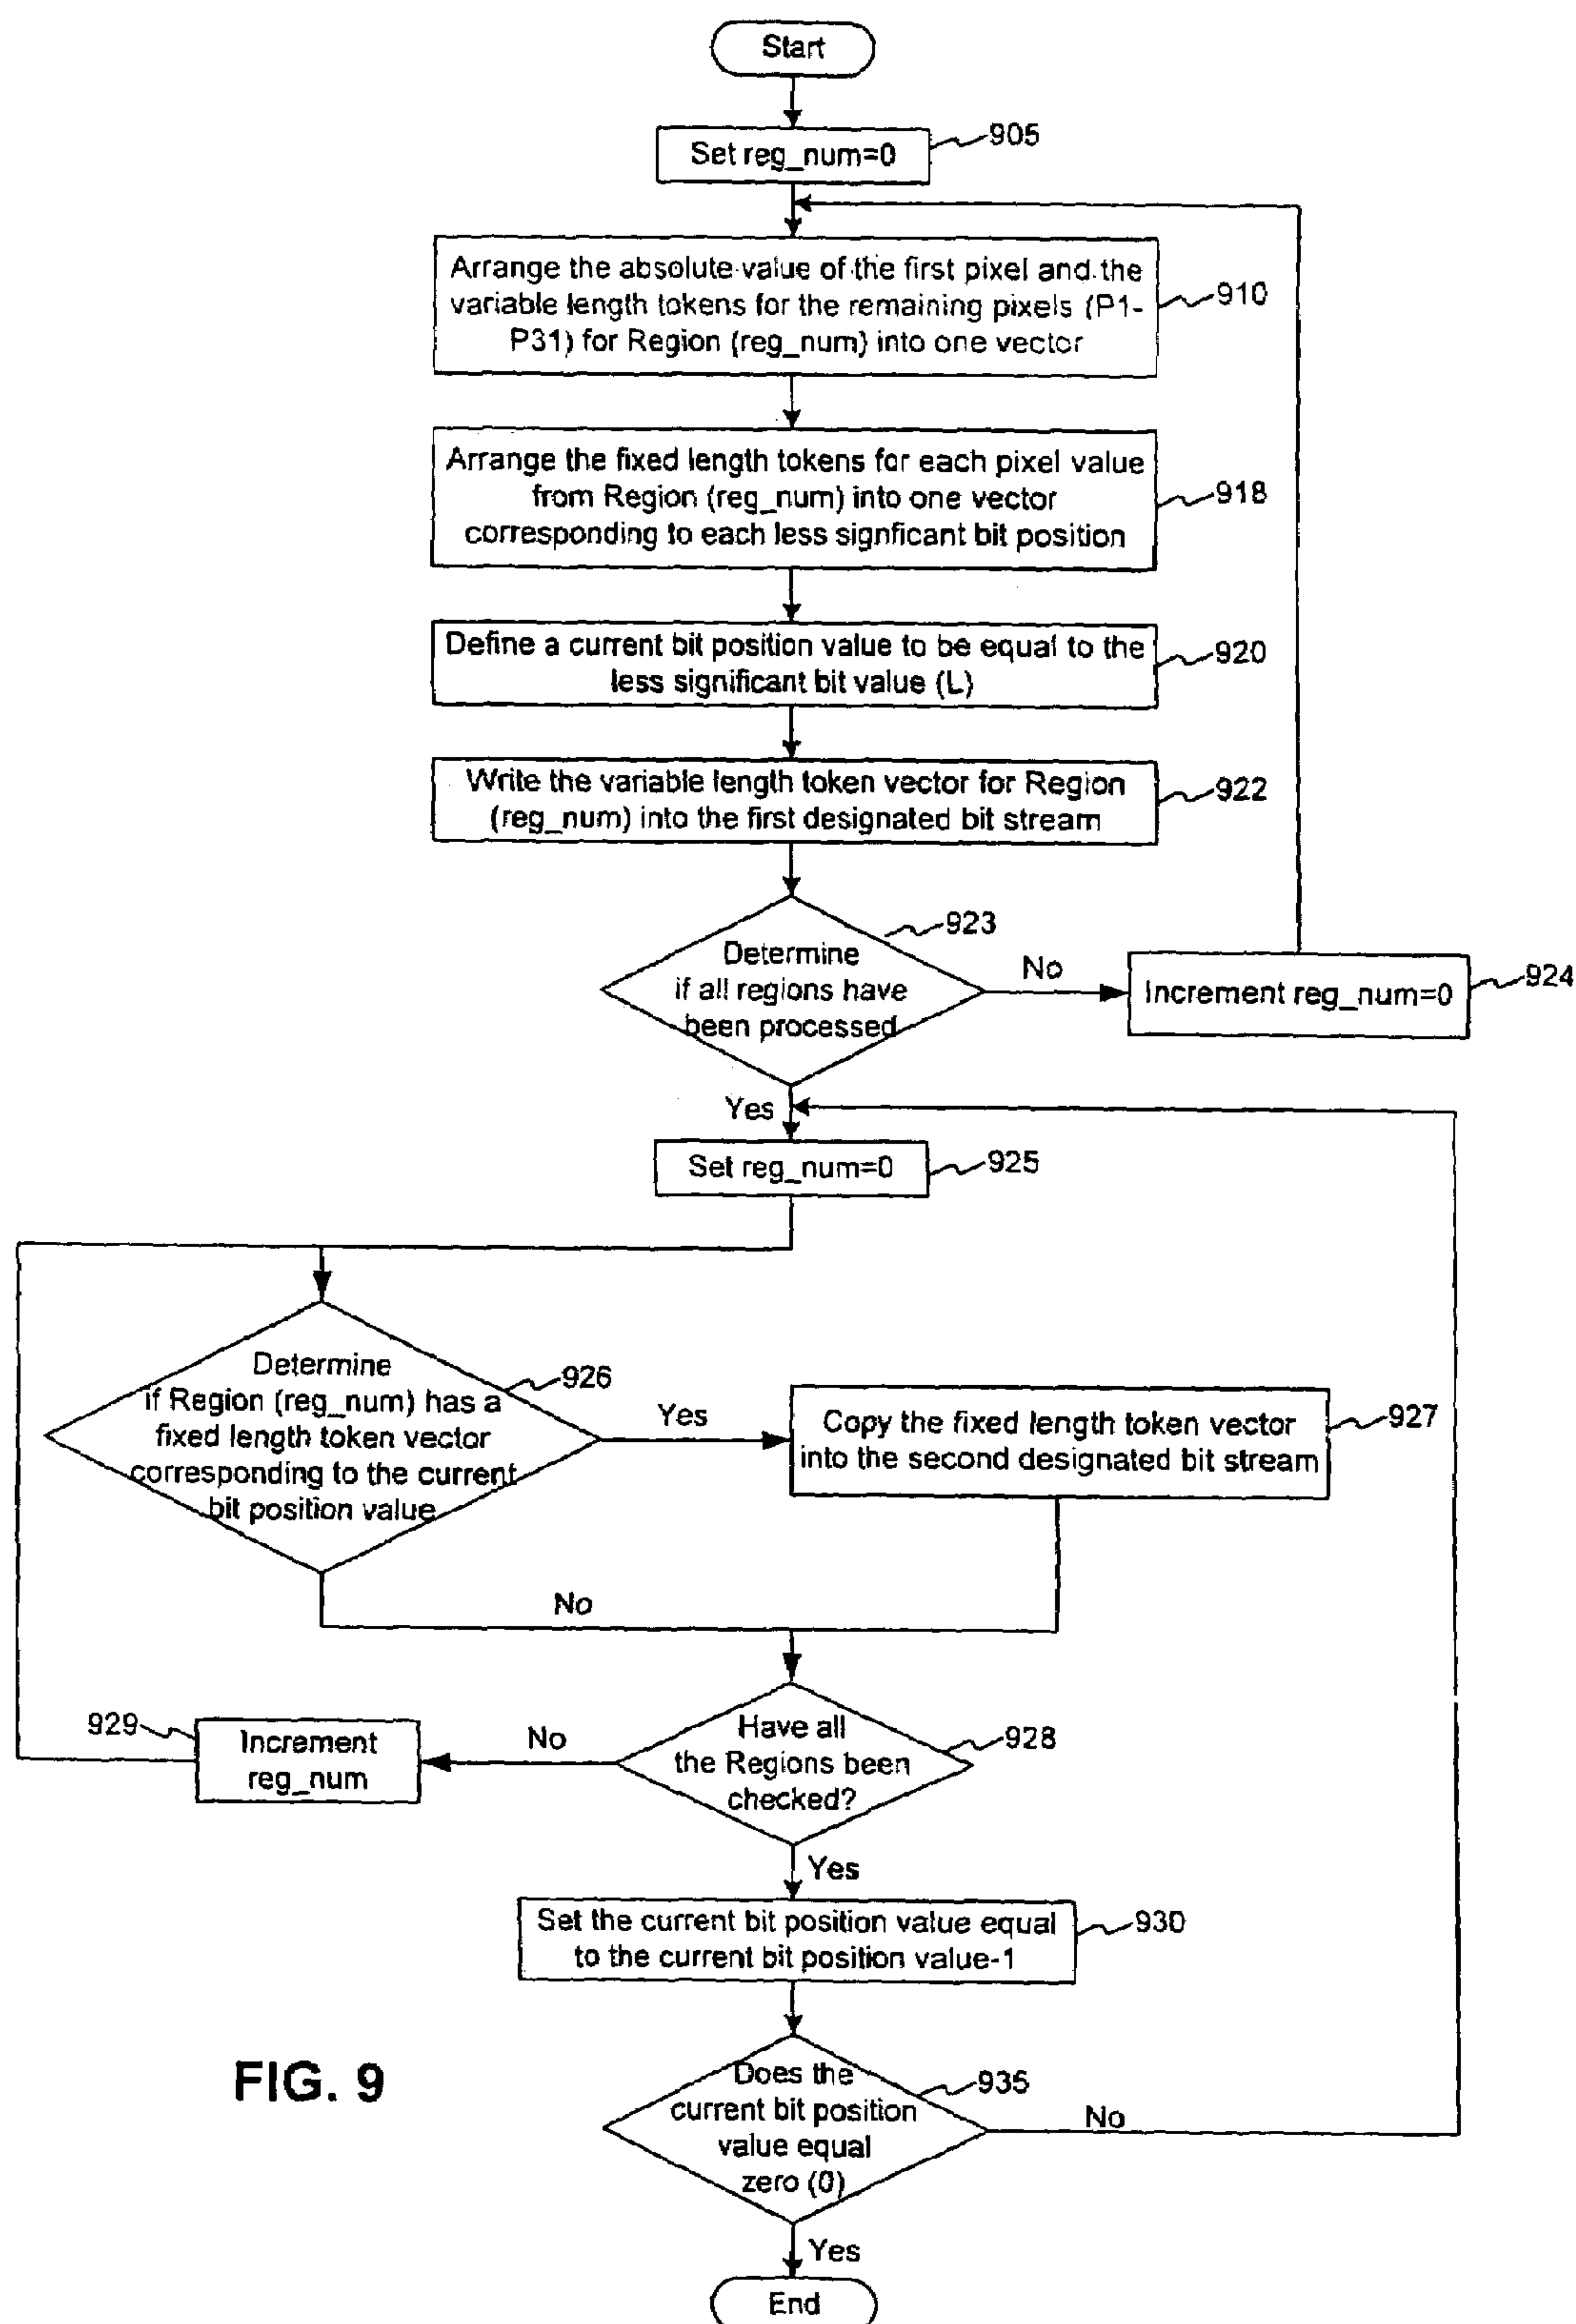 Start
Set reg_num=0
905
Arrange the absolute value of the first pixel and the
variable length tokens for the remaining pixels (P1-
P31) for Region (reg_num) into one vector
910
Arrange the fixed length tokens for each pixel value
from Region (reg_num) into one vector
corresponding to each less signficant bit position
918
Define a current bit position value to be equal to the
less significant bit value (L)
920
Write the variable length token vector for Region
(reg_num) into the first designated bit stream
922
Determine
if all regions have
been processed
923
No
Increment reg_num=0
924
Yes
Set reg_num=0
925
Determine
if Region (reg_num) has a
fixed length token vector
corresponding to the current
bit position value
926
Yes
Copy the fixed length token vector
into the second designated bit stream
927
No
Have all
the Regions been
checked?
928
No
Increment
reg_num
929
Yes
Set the current bit position value equal
to the current bit position value-1
930
Does the
current bit position
value equal
zero (0)
935
No
Yes
End
FIG. 9